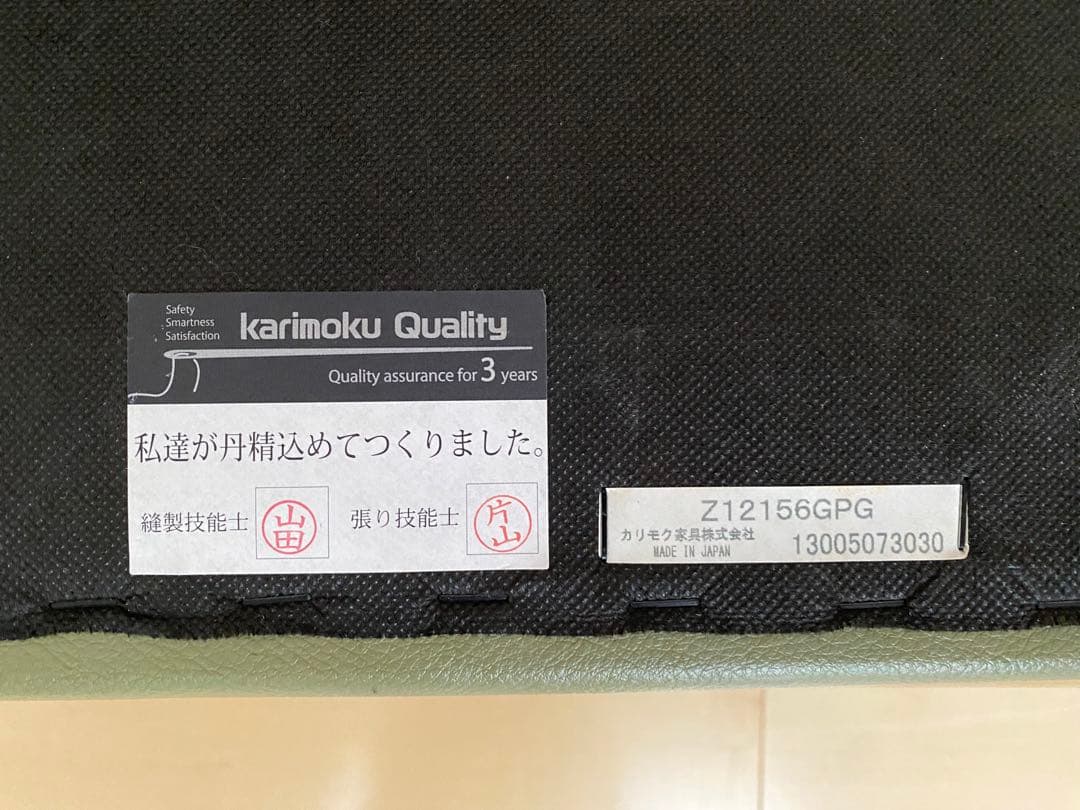 Safety
Smartness
Satisfaction
karimoku Quality
Quality assurance for 3 years
私達が丹精込めてつくりました。
縫製技能士 山田 張り技能士 片山
Z12156GPG
カリモク家具株式会社
MADE IN JAPAN
13005073030